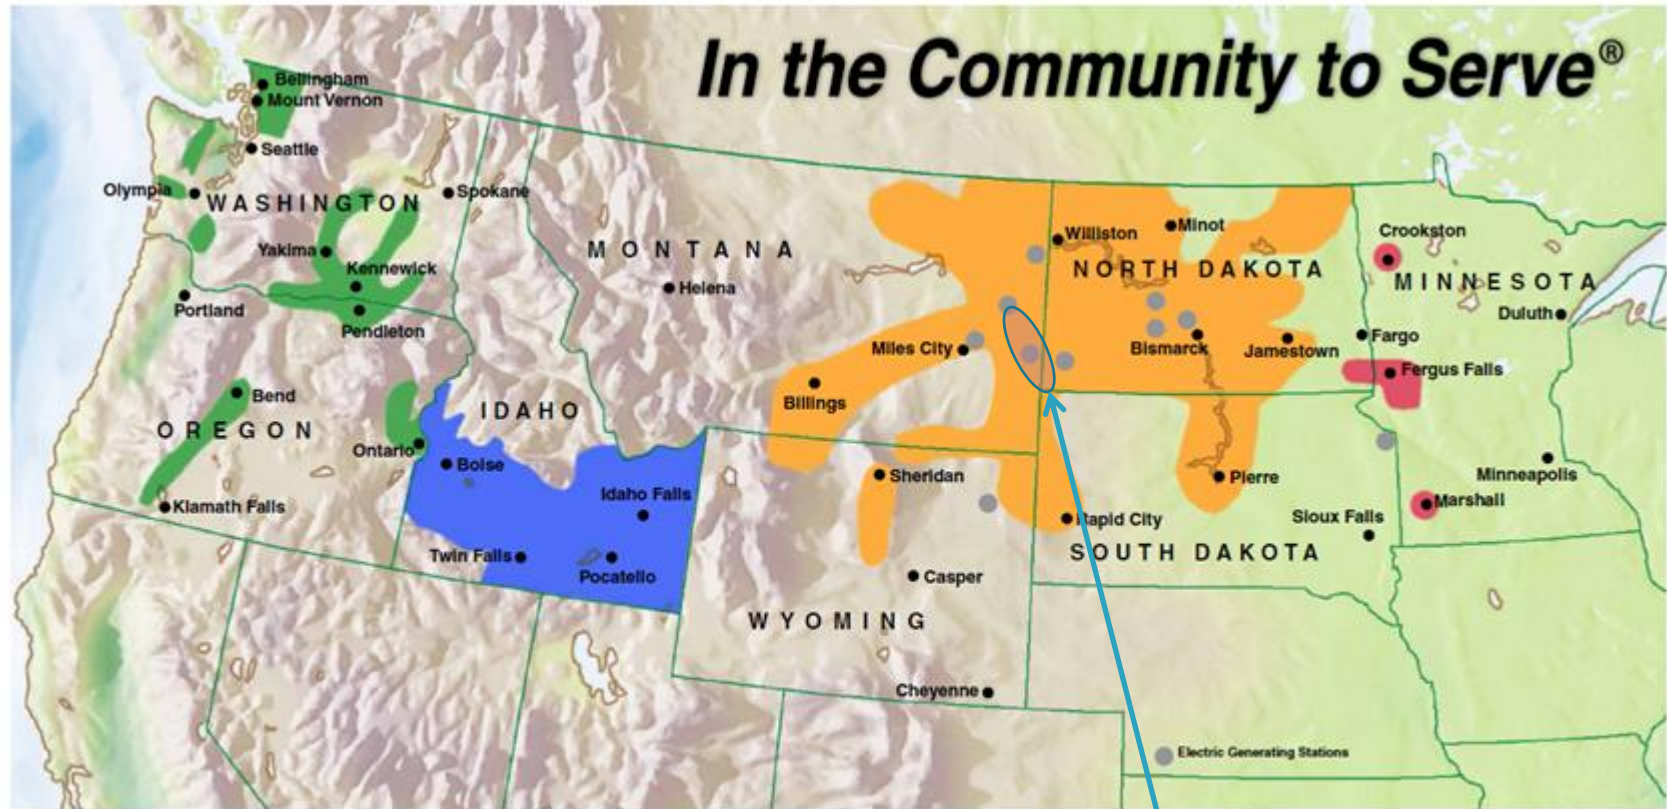 In the Community to Serve®
Bellingham
Mount Vernon
Seattle
Olympia
WASHINGTON
Spokane
Yakima
Kennewick
Portland
Pendleton
MONTANA
Helena
Williston
Minot
NORTH DAKOTA
Crookston
MINNESOTA
Duluth
Miles City
Bismarck
Jamestown
Fargo
Fergus Falls
Billings
Bend
OREGON
IDAHO
Ontario
Boise
Klamath Falls
Idaho Falls
Twin Falls
Pocatello
Sheridan
Pierre
Minneapolis
Marshall
Rapid City
Sioux Falls
SOUTH DAKOTA
Casper
WYOMING
Cheyenne
Electric Generating Stations